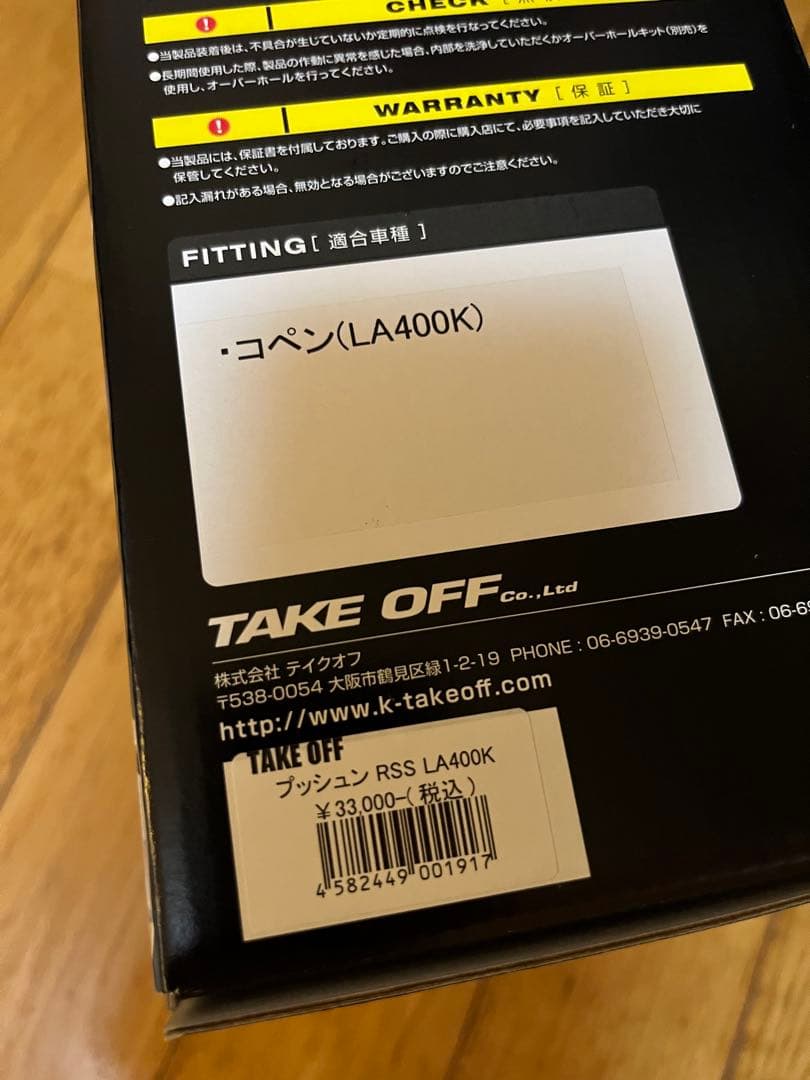 CHECK [
●当製品装着後は、不具合が生じていないか定期的に点検を行なってください。
●長期間使用した際、製品の作動に異常を感じた場合、内部を洗浄していただくかオーバーホールキット(別売)を
使用し、オーバーホールを行ってください。
WARRANTY [ 保 証 ]
●当製品には、保証書を付属しております。ご購入の際に購入店にて、必要事項を記入していただき大切に
保管してください。
●記入漏れがある場合、無効となる場合がございますのでご注意ください。
FITTING [ 適合車種 ]
・コペン(LA400K)
TAKE OFF Co.,Ltd
株式会社 テイクオフ
〒538-0054 大阪市鶴見区緑1-2-19 PHONE : 06-6939-0547 FAX : 06-69
http://www.k-takeoff.com
TAKE OFF
プッシュン RSS LA400K
￥33,000-(税込)
4 582449 001917